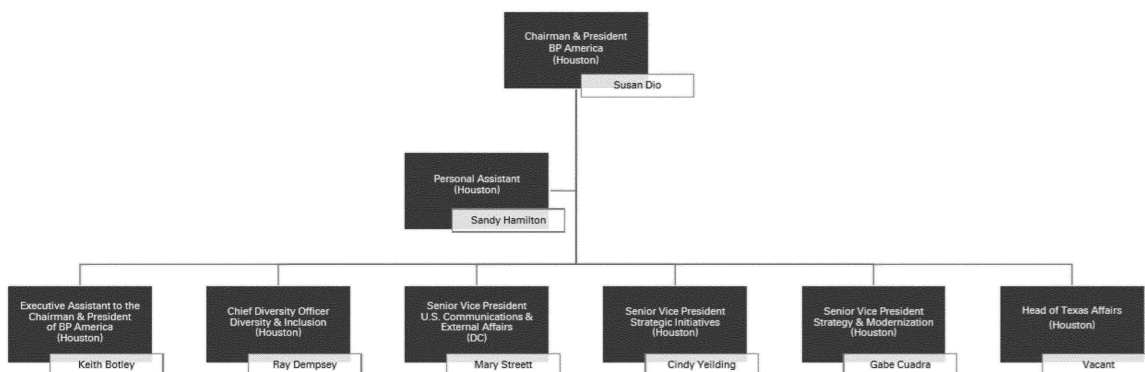 Chairman & President
BP America
(Houston)
Susan Dio
Personal Assistant
(Houston)
Sandy Hamilton
Executive Assistant to the
Chairman & President
of BP America
(Houston)
Keith Botley
Chief Diversity Officer
Diversity & Inclusion
(Houston)
Ray Dempsey
Senior Vice President
U.S. Communications &
External Affairs
(DC)
Mary Streett
Senior Vice President
Strategic Initiatives
(Houston)
Cindy Yeilding
Senior Vice President
Strategy & Modernization
(Houston)
Gabe Cuadra
Head of Texas Affairs
(Houston)
Vacant